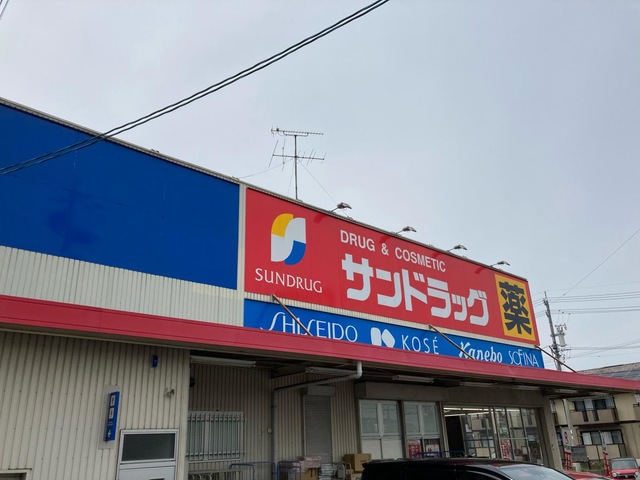 DRUG & COSMETIC
SUNDRUG
サンドラッグ
薬
SHISEIDO
KOSÉ
Kanebo
SOFINA